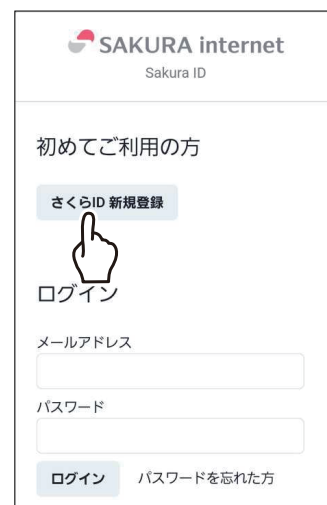 SAKURA internet
Sakura ID
初めてご利用の方
さくらID 新規登録
ログイン
メールアドレス
パスワード
ログイン パスワードを忘れた方